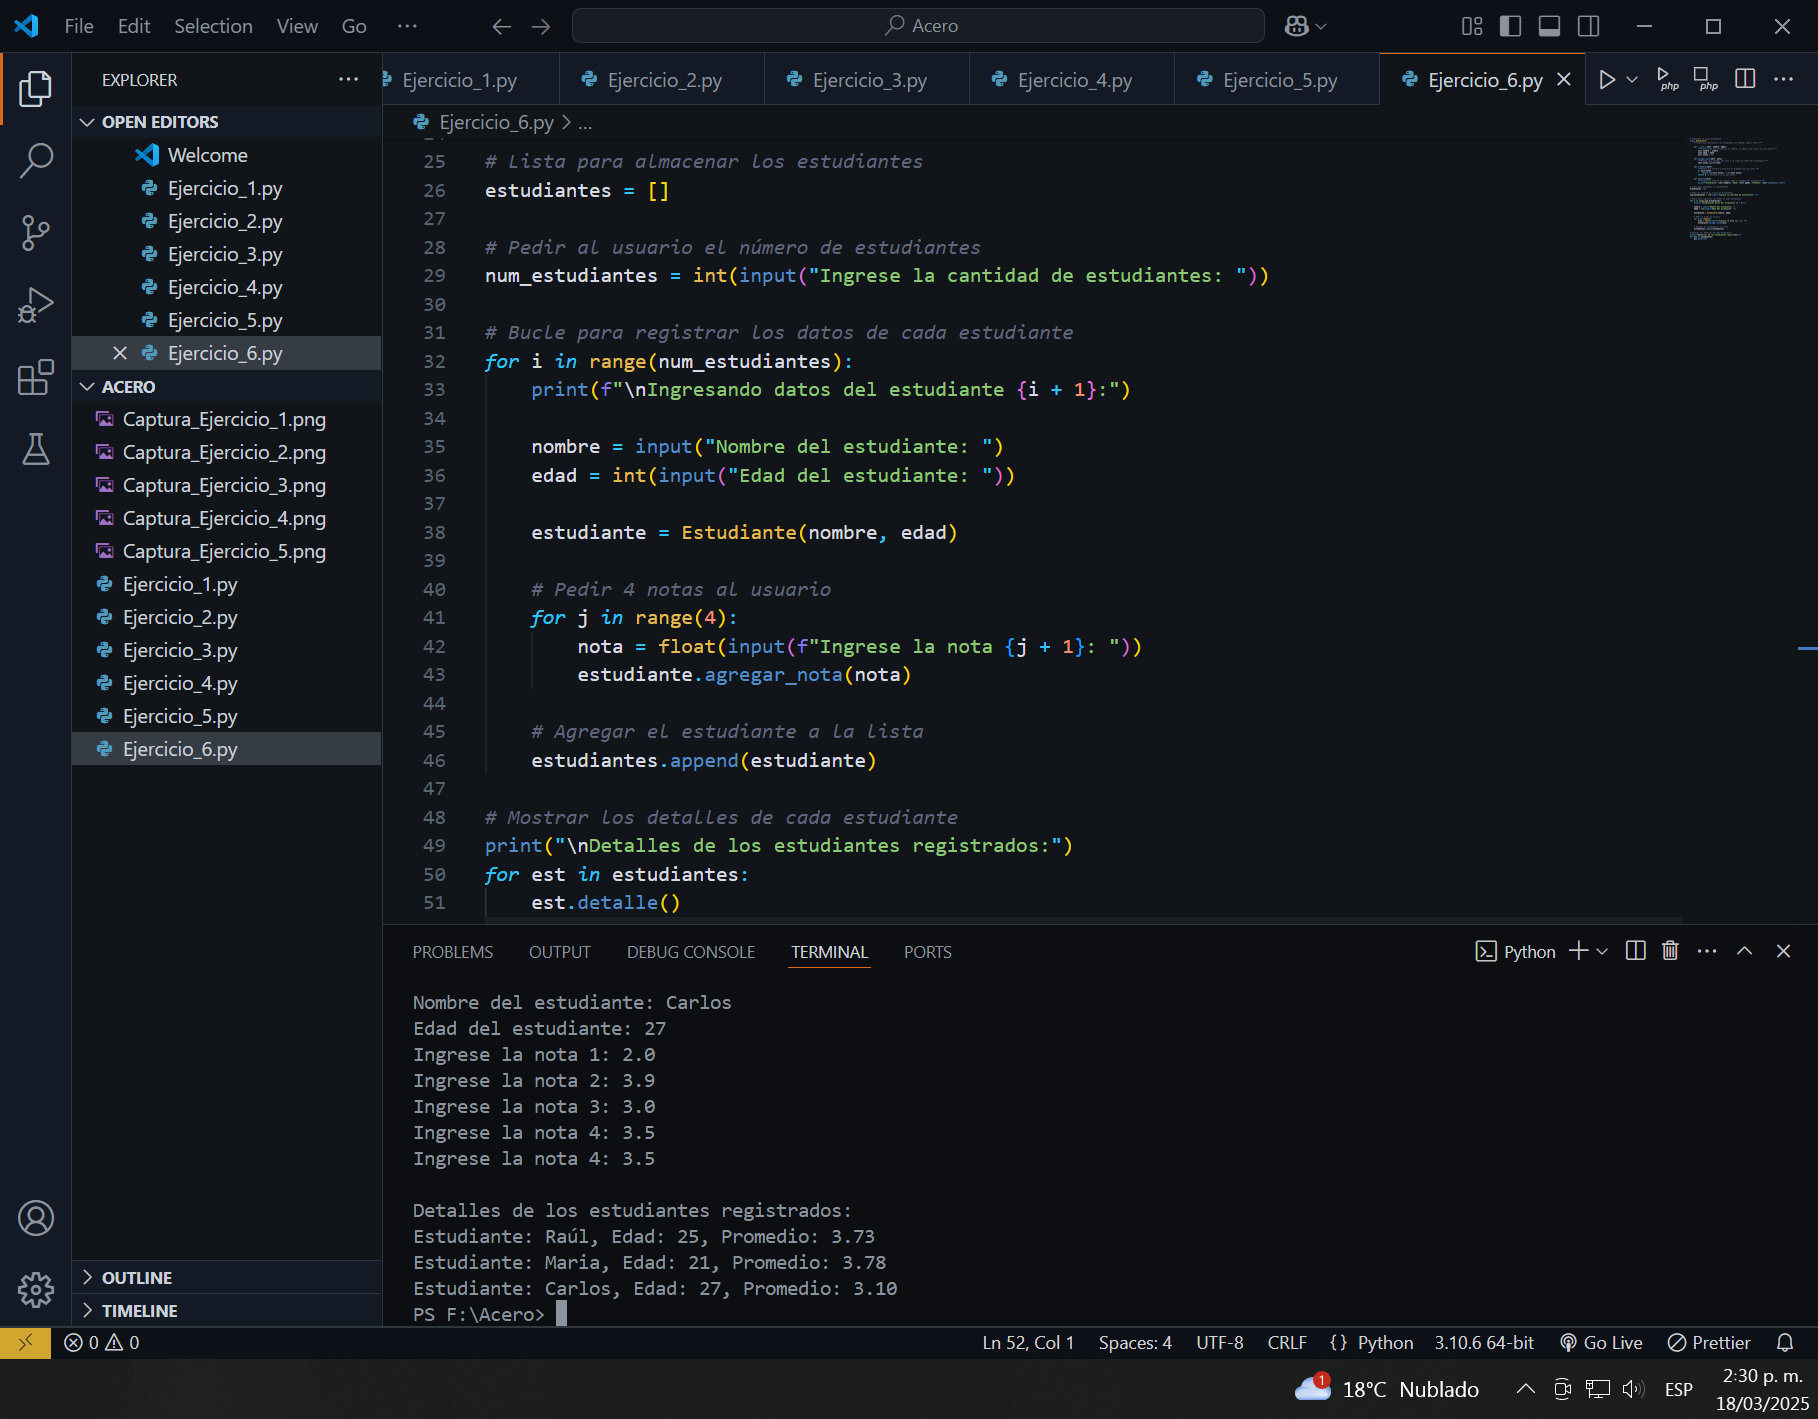 File Edit Selection View Go ··· Acero
EXPLORER ···
OPEN EDITORS
Welcome
Ejercicio_1.py
Ejercicio_2.py
Ejercicio_3.py
Ejercicio_4.py
Ejercicio_5.py
Ejercicio_6.py
ACERO
Captura_Ejercicio_1.png
Captura_Ejercicio_2.png
Captura_Ejercicio_3.png
Captura_Ejercicio_4.png
Captura_Ejercicio_5.png
Ejercicio_1.py
Ejercicio_2.py
Ejercicio_3.py
Ejercicio_4.py
Ejercicio_5.py
Ejercicio_6.py
OUTLINE
TIMELINE
Ejercicio_1.py Ejercicio_2.py Ejercicio_3.py Ejercicio_4.py Ejercicio_5.py Ejercicio_6.py php php ···
Ejercicio_6.py > ...
25 # Lista para almacenar los estudiantes
26 estudiantes = []
27
28 # Pedir al usuario el número de estudiantes
29 num_estudiantes = int(input("Ingrese la cantidad de estudiantes: "))
30
31 # Bucle para registrar los datos de cada estudiante
32 for i in range(num_estudiantes):
33 print(f"\nIngresando datos del estudiante {i + 1}:")
34
35 nombre = input("Nombre del estudiante: ")
36 edad = int(input("Edad del estudiante: "))
37
38 estudiante = Estudiante(nombre, edad)
39
40 # Pedir 4 notas al usuario
41 for j in range(4):
42 nota = float(input(f"Ingrese la nota {j + 1}: "))
43 estudiante.agregar_nota(nota)
44
45 # Agregar el estudiante a la lista
46 estudiantes.append(estudiante)
47
48 # Mostrar los detalles de cada estudiante
49 print("\nDetalles de los estudiantes registrados:")
50 for est in estudiantes:
51 est.detalle()
PROBLEMS OUTPUT DEBUG CONSOLE TERMINAL PORTS Python ···
Nombre del estudiante: Carlos
Edad del estudiante: 27
Ingrese la nota 1: 2.0
Ingrese la nota 2: 3.9
Ingrese la nota 3: 3.0
Ingrese la nota 4: 3.5
Ingrese la nota 4: 3.5
Detalles de los estudiantes registrados:
Estudiante: Raúl, Edad: 25, Promedio: 3.73
Estudiante: Maria, Edad: 21, Promedio: 3.78
Estudiante: Carlos, Edad: 27, Promedio: 3.10
PS F:\Acero>
0 0 Ln 52, Col 1 Spaces: 4 UTF-8 CRLF {} Python 3.10.6 64-bit Go Live Prettier
1 18°C Nublado ESP 2:30 p. m.
18/03/2025